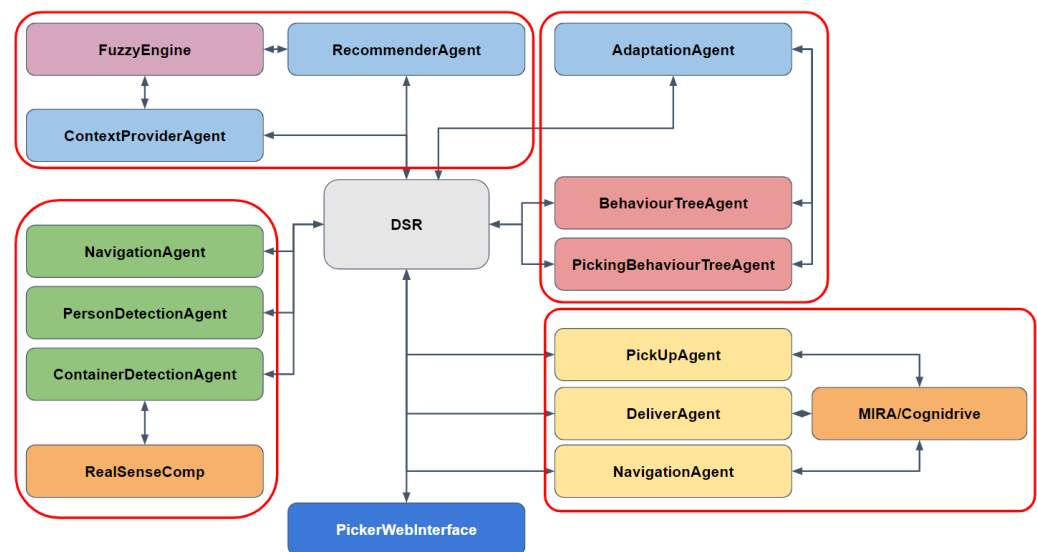 FuzzyEngine
RecommenderAgent
AdaptationAgent
ContextProviderAgent
DSR
BehaviourTreeAgent
NavigationAgent
PickingBehaviourTreeAgent
PersonDetectionAgent
PickUpAgent
ContainerDetectionAgent
DeliverAgent
MIRA/Cognidrive
RealSenseComp
NavigationAgent
PickerWebInterface